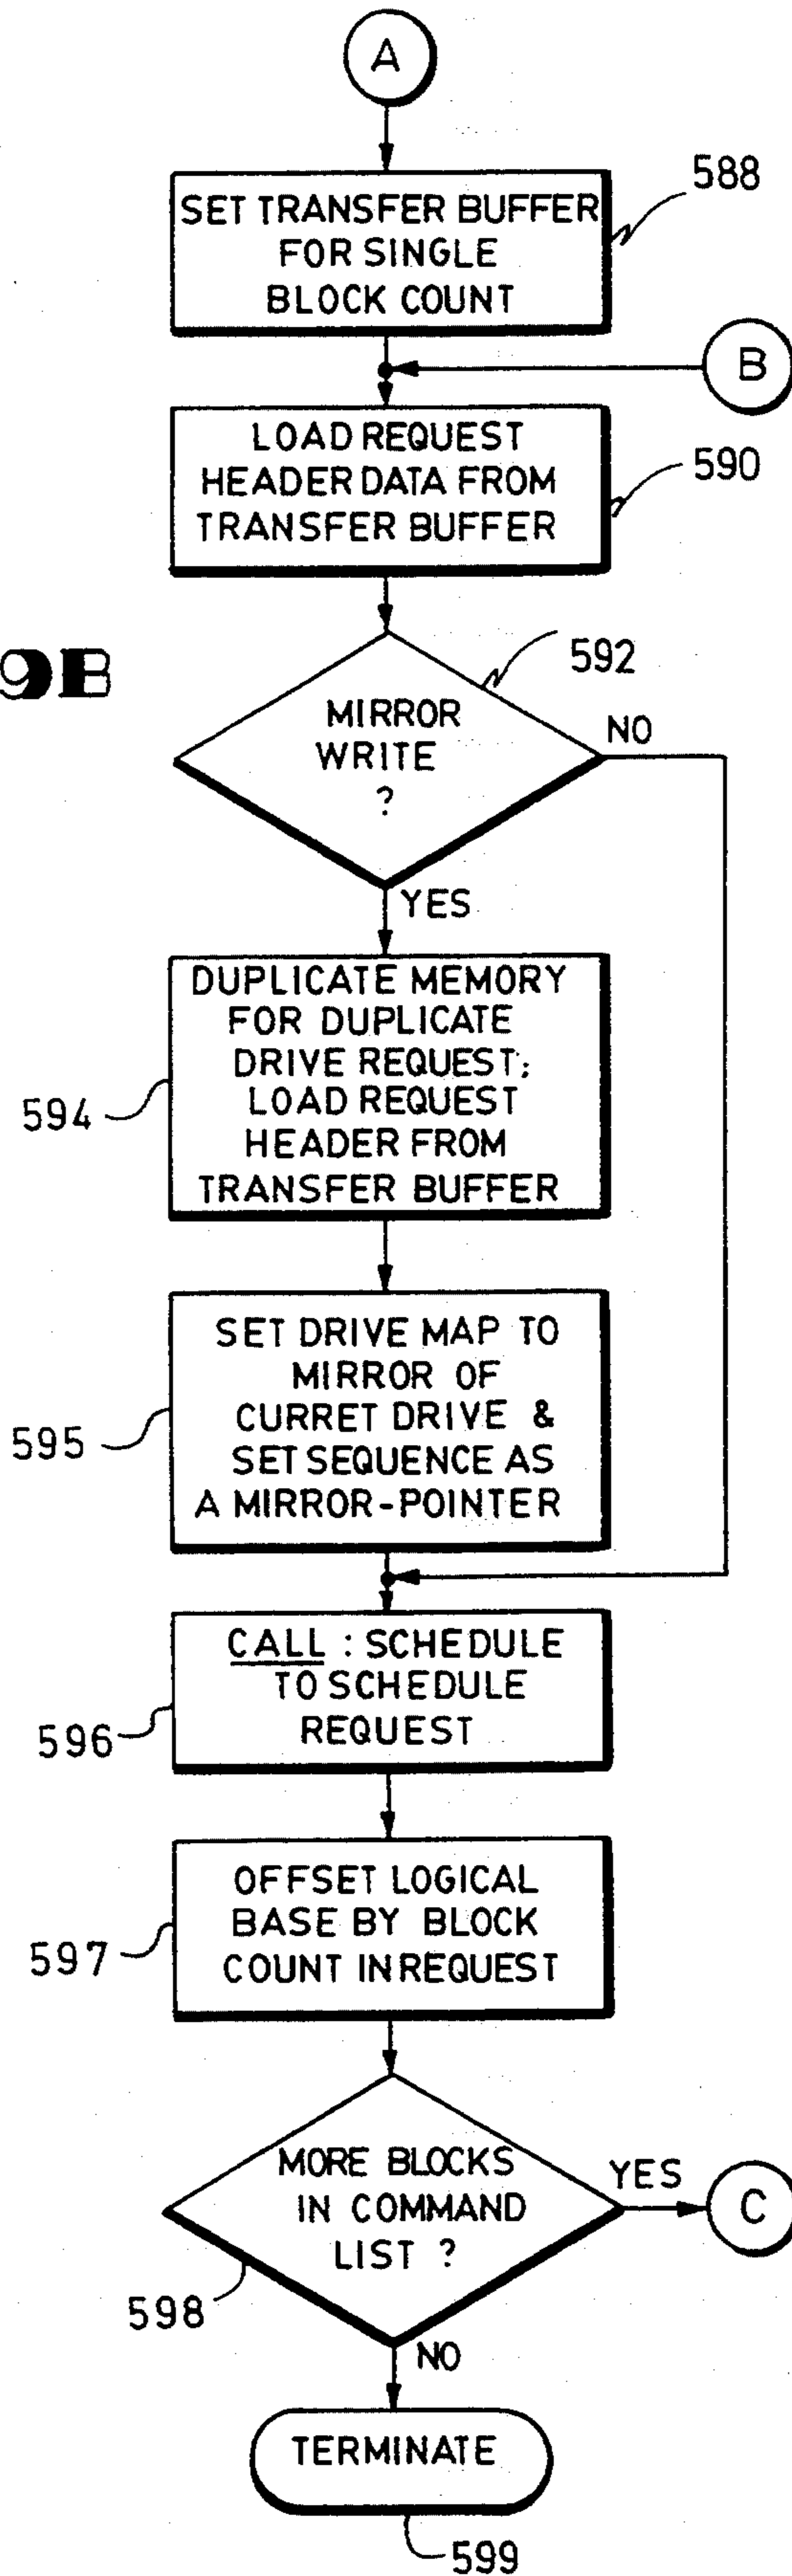 A
SET TRANSFER BUFFER
FOR SINGLE
BLOCK COUNT
588
B
LOAD REQUEST
HEADER DATA FROM
TRANSFER BUFFER
590
9B
592
MIRROR
WRITE
?
NO
YES
DUPLICATE MEMORY
FOR DUPLICATE
DRIVE REQUEST;
LOAD REQUEST
HEADER FROM
TRANSFER BUFFER
594
SET DRIVE MAP TO
MIRROR OF
CURRET DRIVE &
SET SEQUENCE AS
A MIRROR-POINTER
595
CALL : SCHEDULE
TO SCHEDULE
REQUEST
596
OFFSET LOGICAL
BASE BY BLOCK
COUNT IN REQUEST
597
MORE BLOCKS
IN COMMAND
LIST ?
YES
C
598
NO
TERMINATE
599